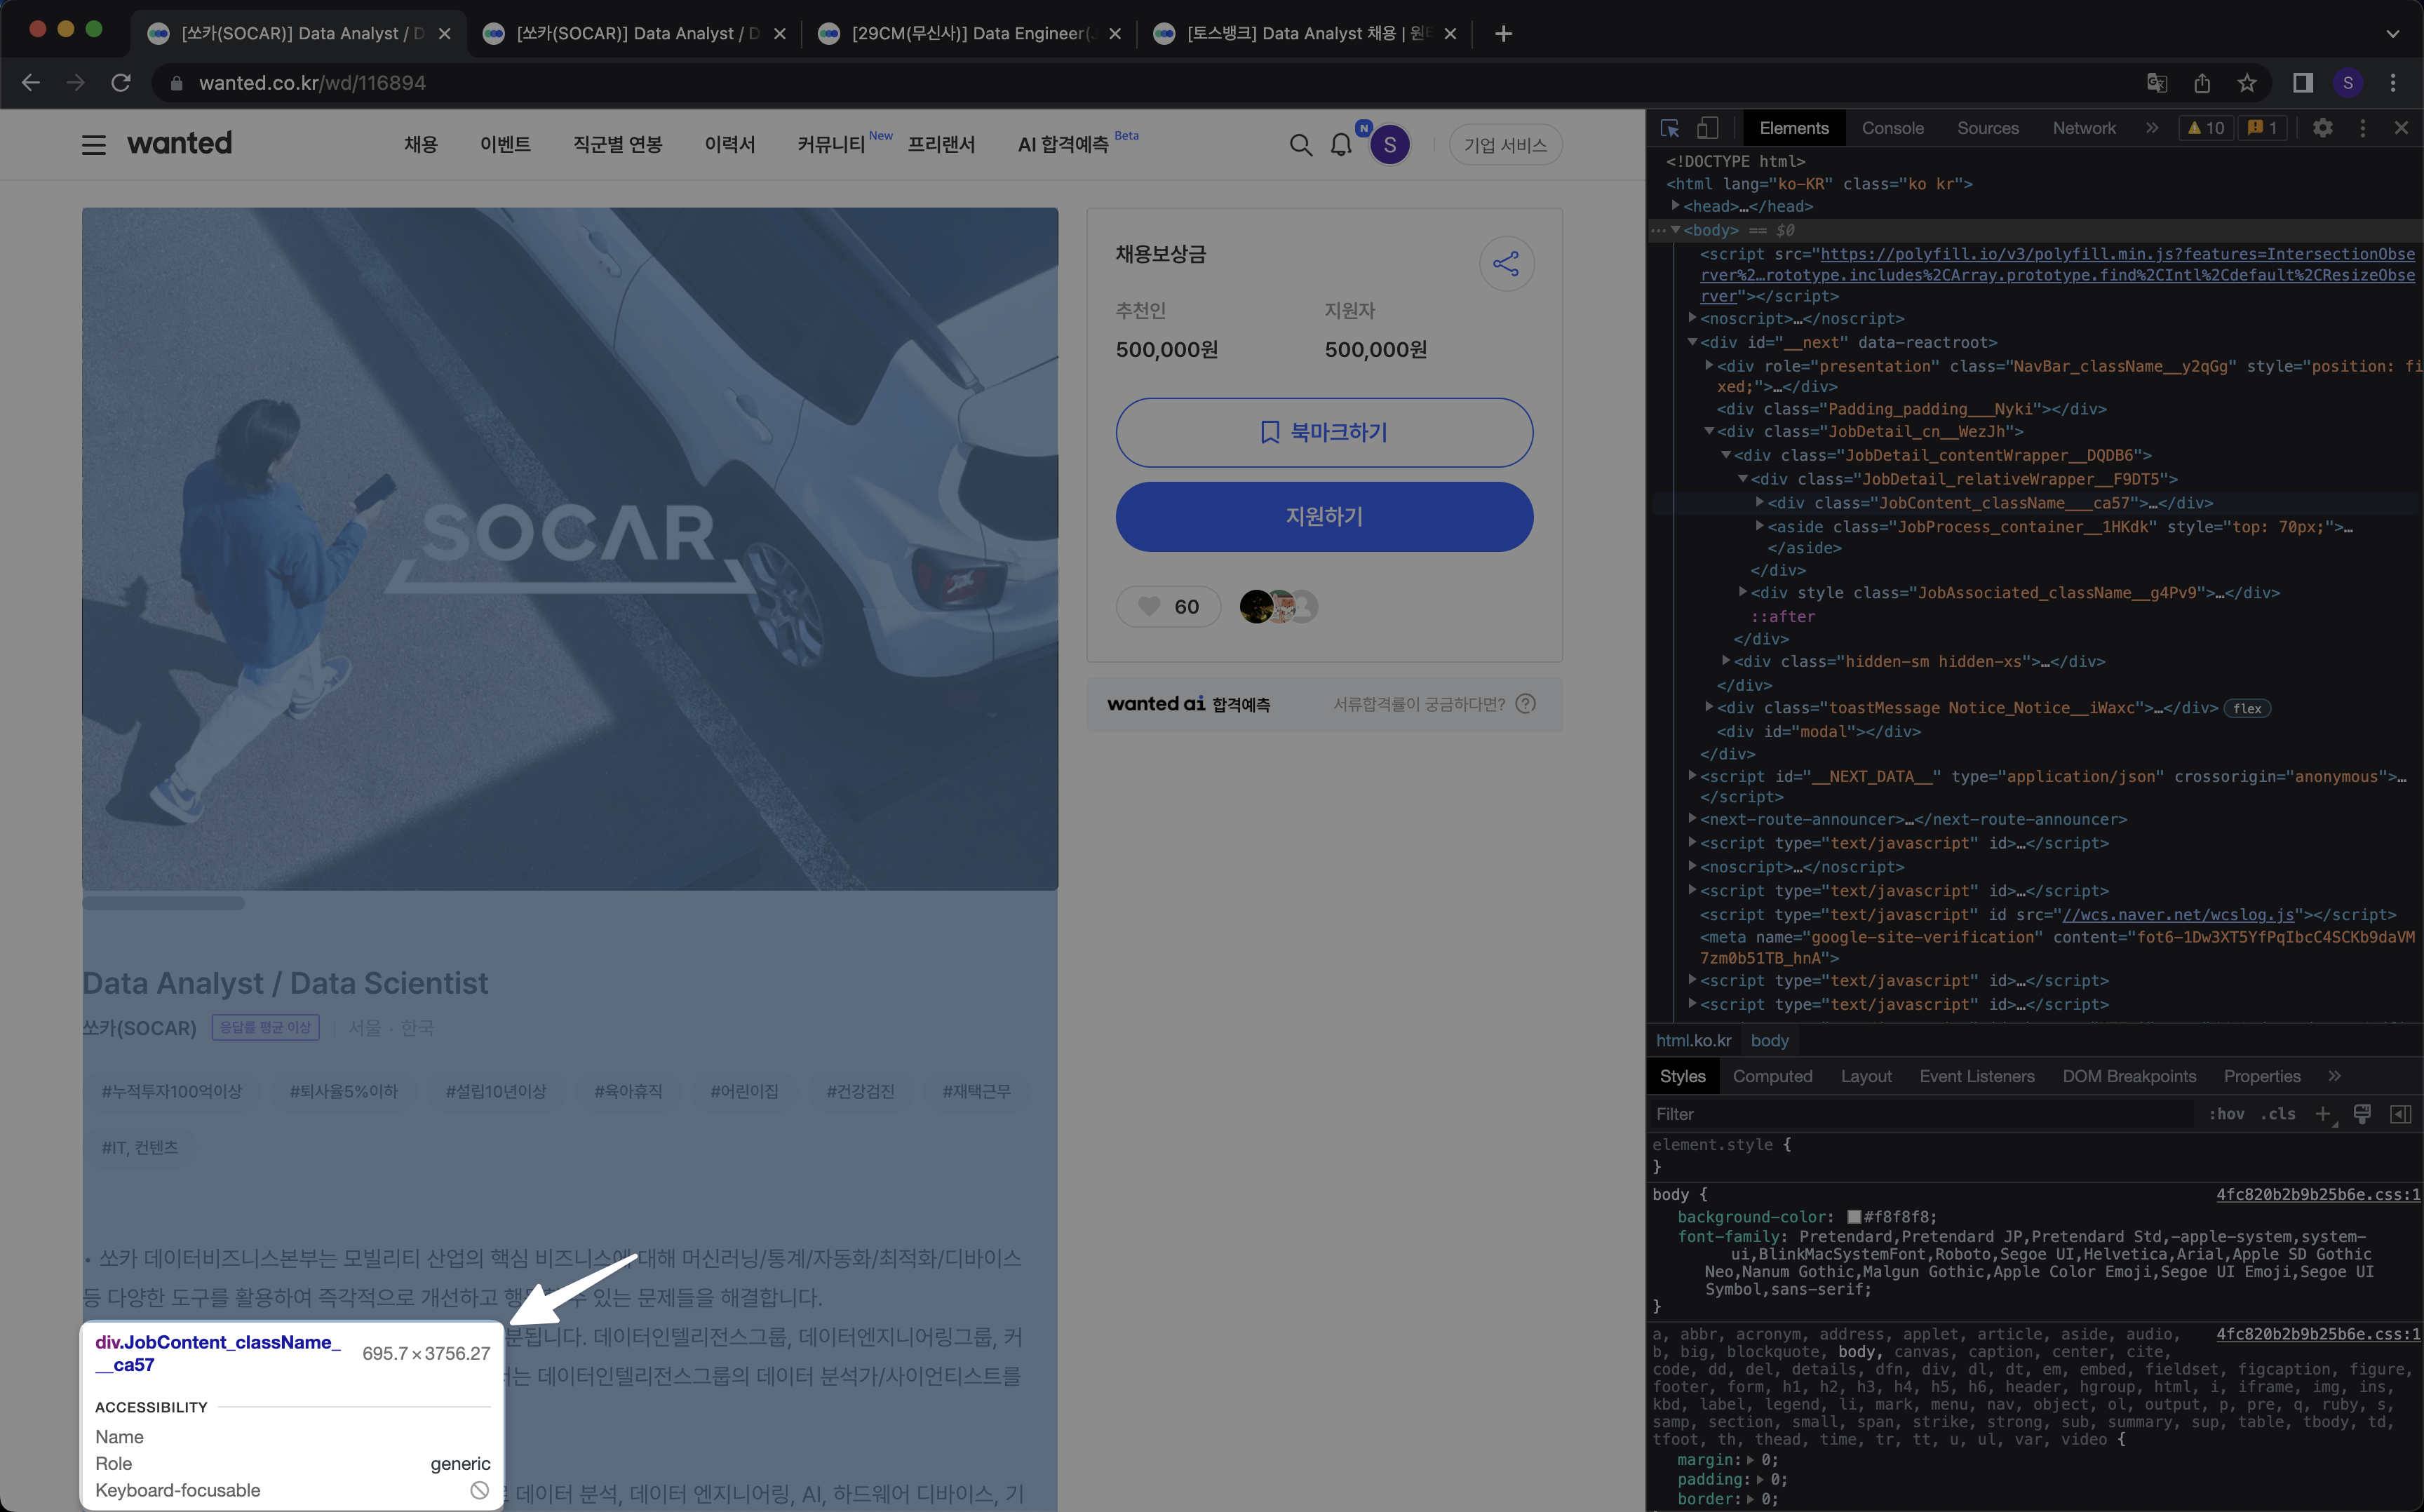 [쏘카(SOCAR)] Data Analyst / D
[쏘카(SOCAR)] Data Analyst / D
[29CM(무신사)] Data Engineer(
[토스뱅크] Data Analyst 채용 | 원
wanted.co.kr/wd/116894
S
wanted
채용
이벤트
직군별 연봉
이력서
커뮤니티 New
프리랜서
AI 합격예측 Beta
N
S
기업 서비스
SOCAR
채용보상금
추천인
지원자
500,000원
500,000원
북마크하기
지원하기
60
wanted ai 합격예측
서류합격률이 궁금하다면?
Data Analyst / Data Scientist
쏘카(SOCAR)
응답률 평균 이상
서울 · 한국
#누적투자100억이상
#퇴사율5%이하
#설립10년이상
#육아휴직
#어린이집
#건강검진
#재택근무
#IT, 컨텐츠
• 쏘카 데이터비즈니스본부는 모빌리티 산업의 핵심 비즈니스에 대해 머신러닝/통계/자동화/최적화/디바이스
등 다양한 도구를 활용하여 즉각적으로 개선하고 수 있는 문제들을 해결합니다.
분됩니다. 데이터인텔리전스그룹, 데이터엔지니어링그룹, 커
는 데이터인텔리전스그룹의 데이터 분석가/사이언티스트를
데이터 분석, 데이터 엔지니어링, AI, 하드웨어 디바이스, 기
div.JobContent_className_
__ca57
695.7 × 3756.27
ACCESSIBILITY
Name
Role
generic
Keyboard-focusable
Elements
Console
Sources
Network
10
1
<!DOCTYPE html>
<html lang="ko-KR" class="ko kr">
<head>…</head>
<body> == $0
<script src="https://polyfill.io/v3/polyfill.min.js?features=IntersectionObse
rver%2…rototype.includes%2CArray.prototype.find%2CIntl%2Cdefault%2CResizeObse
rver"></script>
<noscript>…</noscript>
<div id="__next" data-reactroot>
<div role="presentation" class="NavBar_className__y2qGg" style="position: fi
xed;">…</div>
<div class="Padding_padding___Nyki"></div>
<div class="JobDetail_cn__WezJh">
<div class="JobDetail_contentWrapper__DQDB6">
<div class="JobDetail_relativeWrapper__F9DT5">
<div class="JobContent_className___ca57">…</div>
<aside class="JobProcess_container__1HKdk" style="top: 70px;">…
</aside>
</div>
<div style class="JobAssociated_className__g4Pv9">…</div>
::after
</div>
<div class="hidden-sm hidden-xs">…</div>
</div>
<div class="toastMessage Notice_Notice__iWaxc">…</div> flex
<div id="modal"></div>
</div>
<script id="__NEXT_DATA__" type="application/json" crossorigin="anonymous">…
</script>
<next-route-announcer>…</next-route-announcer>
<script type="text/javascript" id>…</script>
<noscript>…</noscript>
<script type="text/javascript" id>…</script>
<script type="text/javascript" id src="//wcs.naver.net/wcslog.js"></script>
<meta name="google-site-verification" content="fot6-1Dw3XT5YfPqIbcC4SCKb9daVM
7zm0b51TB_hnA">
<script type="text/javascript" id>…</script>
<script type="text/javascript" id>…</script>
html.ko.kr
body
Styles
Computed
Layout
Event Listeners
DOM Breakpoints
Properties
Filter
:hov
.cls
element.style {
}
body {
4fc820b2b9b25b6e.css:1
background-color: #f8f8f8;
font-family: Pretendard,Pretendard JP,Pretendard Std,-apple-system,system-
ui,BlinkMacSystemFont,Roboto,Segoe UI,Helvetica,Arial,Apple SD Gothic
Neo,Nanum Gothic,Malgun Gothic,Apple Color Emoji,Segoe UI Emoji,Segoe UI
Symbol,sans-serif;
}
a, abbr, acronym, address, applet, article, aside, audio,
4fc820b2b9b25b6e.css:1
b, big, blockquote, body, canvas, caption, center, cite,
code, dd, del, details, dfn, div, dl, dt, em, embed, fieldset, figcaption, figure,
footer, form, h1, h2, h3, h4, h5, h6, header, hgroup, html, i, iframe, img, ins,
kbd, label, legend, li, mark, menu, nav, object, ol, output, p, pre, q, ruby, s,
samp, section, small, span, strike, strong, sub, summary, sup, table, tbody, td,
tfoot, th, thead, time, tr, tt, u, ul, var, video {
margin: 0;
padding: 0;
border: 0;